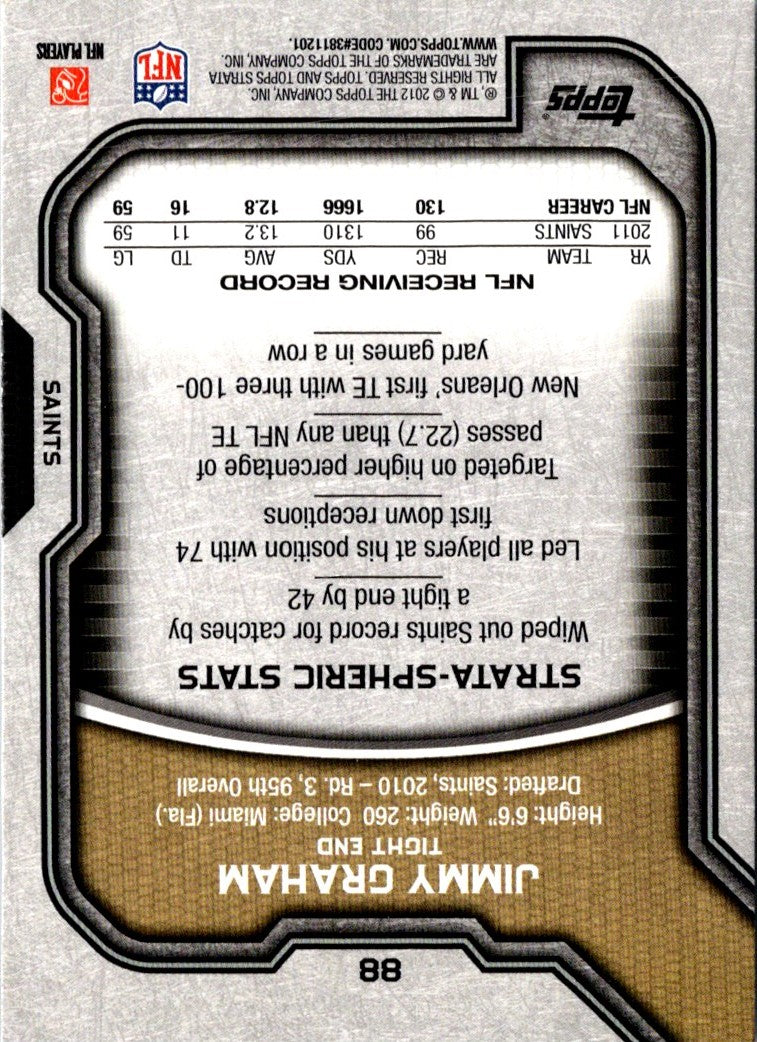 88
JIMMY GRAHAM
TIGHT END
Height: 6'6" Weight: 260 College: Miami (Fla.)
Drafted: Saints, 2010 – Rd. 3, 95th Overall
STRATA-SPHERIC STATS
Wiped out Saints record for catches by
a tight end by 42
Led all players at his position with 74
first down receptions
Targeted on higher percentage of
passes (22.7) than any NFL TE
New Orleans' first TE with three 100-
yard games in a row
SAINTS
NFL RECEIVING RECORD
YR TEAM REC YDS AVG TD LG
2011 SAINTS 99 1310 13.2 11 59
NFL CAREER 130 1666 12.8 16 59
topps®
®, TM & © 2012 THE TOPPS COMPANY, INC.
ALL RIGHTS RESERVED. TOPPS AND TOPPS STRATA
ARE TRADEMARKS OF THE TOPPS COMPANY, INC.
WWW.TOPPS.COM. CODE#3811201.
NFL
NFL PLAYERS